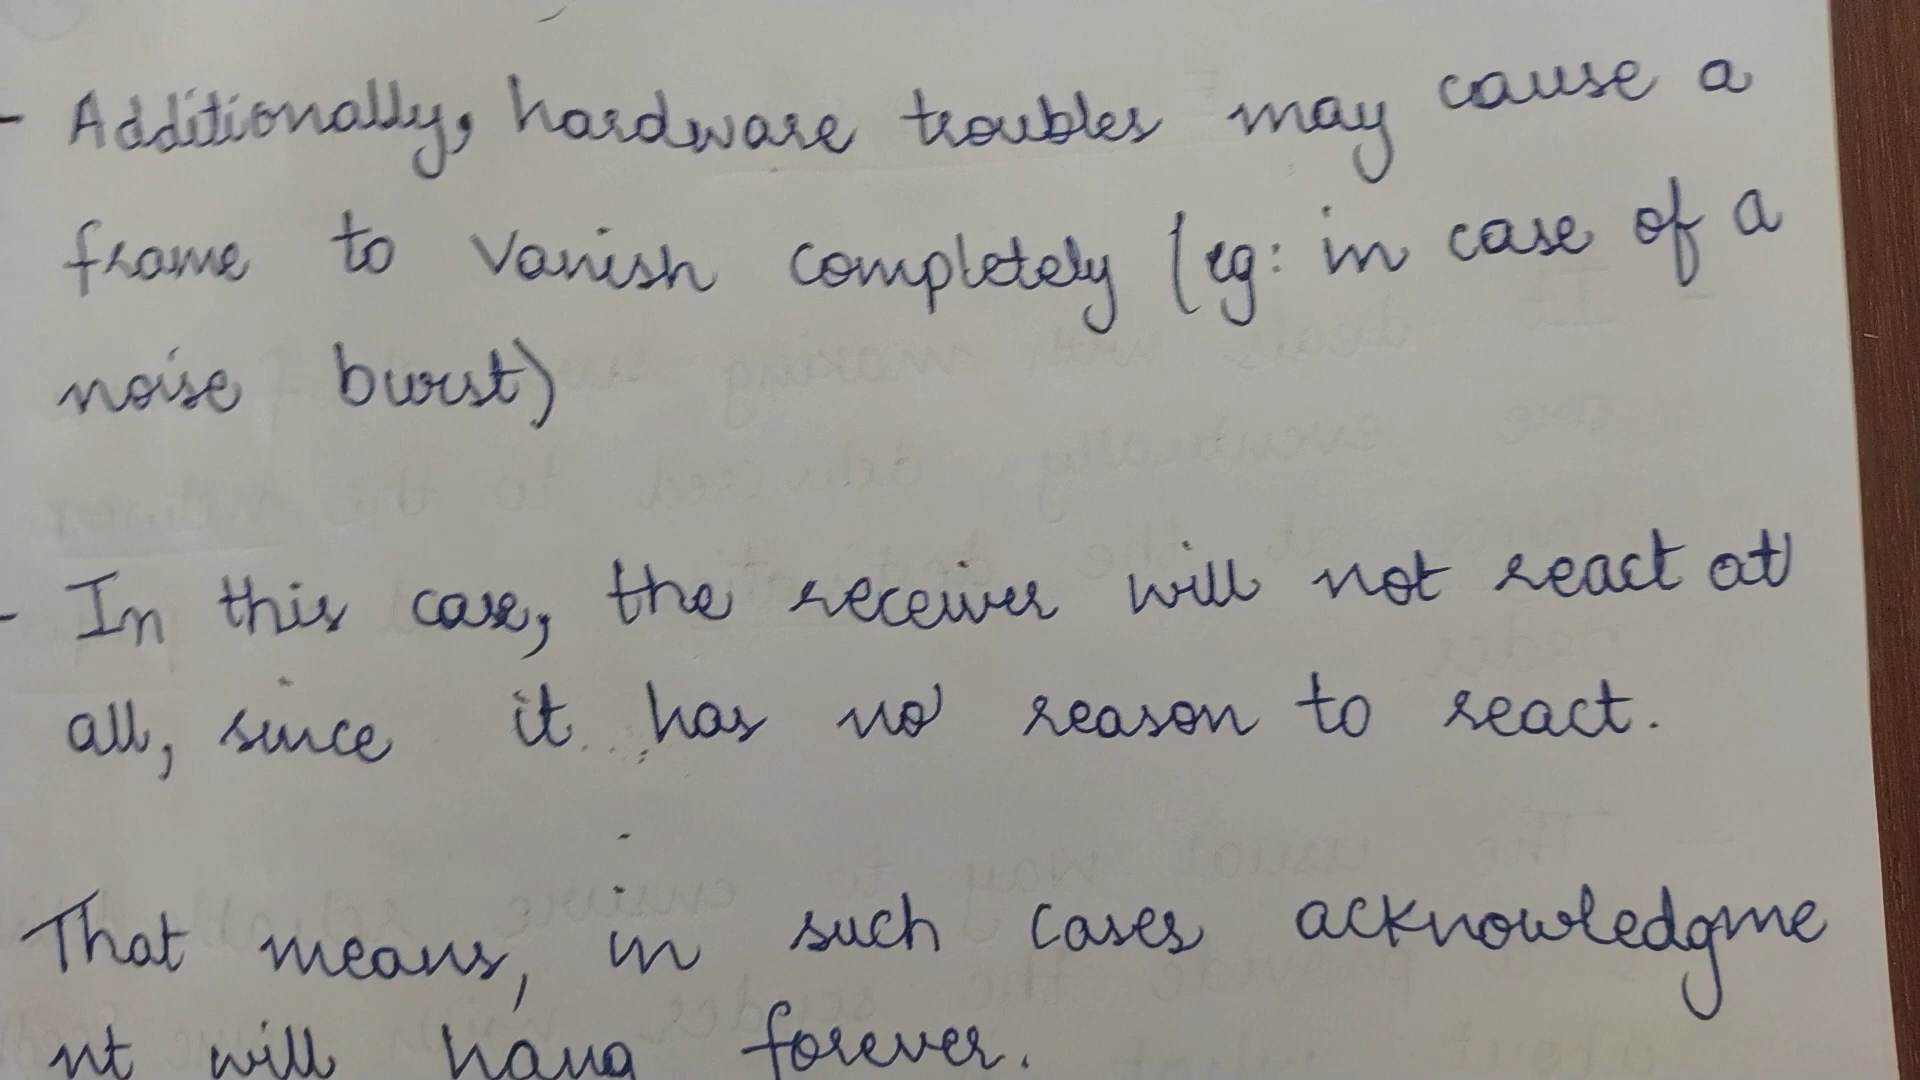 - Additionally, hardware troubles may cause a
frame to vanish completely (eg: in case of a
noise burst)
- In this case, the receiver will not react at
all, since it has no reason to react.
That means, in such cases acknowledgme
nt will hang forever.